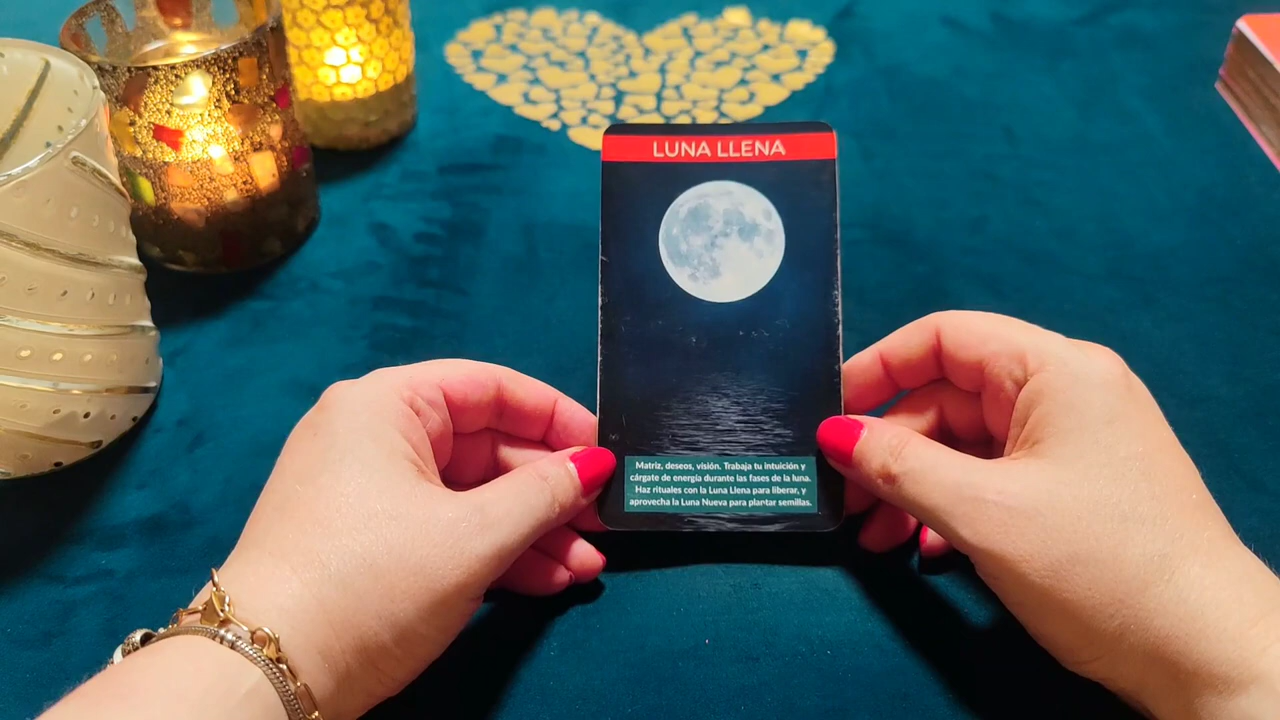 LUNA LLENA
Matriz, deseos, visión. Trabaja tu intuición y
cárgate de energía durante las fases de la luna.
Haz rituales con la Luna Llena para liberar, y
aprovecha la Luna Nueva para plantar semillas.